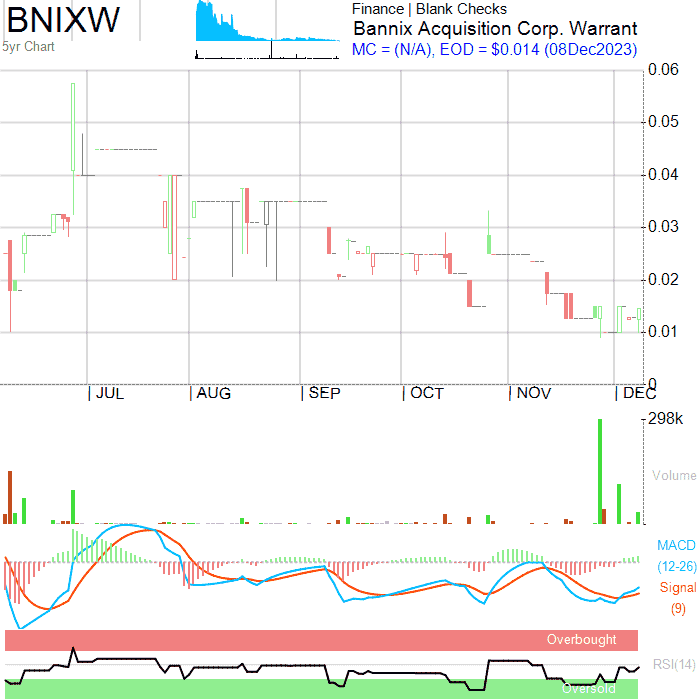 BNIXW
5yr Chart
Finance | Blank Checks
Bannix Acquisition Corp. Warrant
MC = (N/A), EOD = $0.014 (08Dec2023)
0.06
0.05
0.04
0.03
0.02
0.01
0
JUL AUG SEP OCT NOV DEC
298k
Volume
MACD
(12-26)
Signal
(9)
Overbought
RSI(14)
Oversold